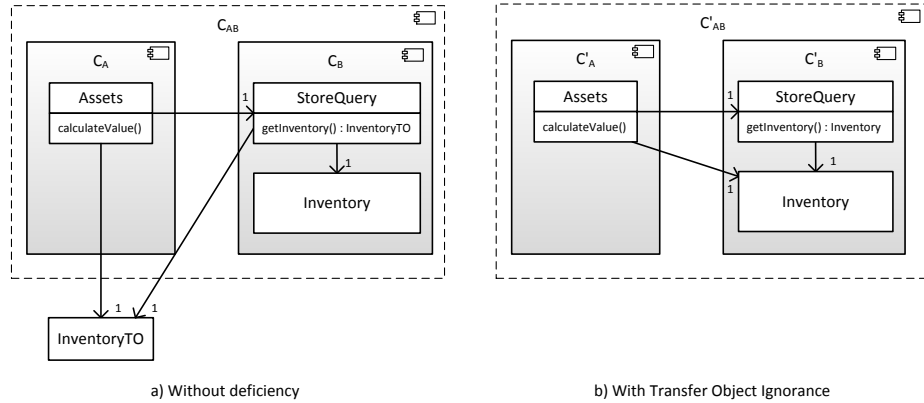 C_AB
C_A
C_B
Assets
calculateValue()
1
StoreQuery
getInventory() : InventoryTO
1
Inventory
1
1
InventoryTO
a) Without deficiency
C'_AB
C'_A
C'_B
Assets
calculateValue()
1
StoreQuery
getInventory() : Inventory
1
1
Inventory
b) With Transfer Object Ignorance